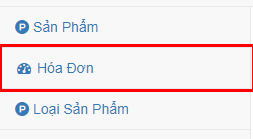 Sản Phẩm
Hóa Đơn
Loại Sản Phẩm